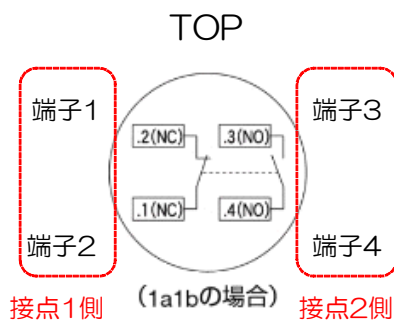 TOP
端子1
端子3
.2(NC)
.3(NO)
.1(NC)
.4(NO)
端子2
端子4
接点1側
(1a1bの場合)
接点2側